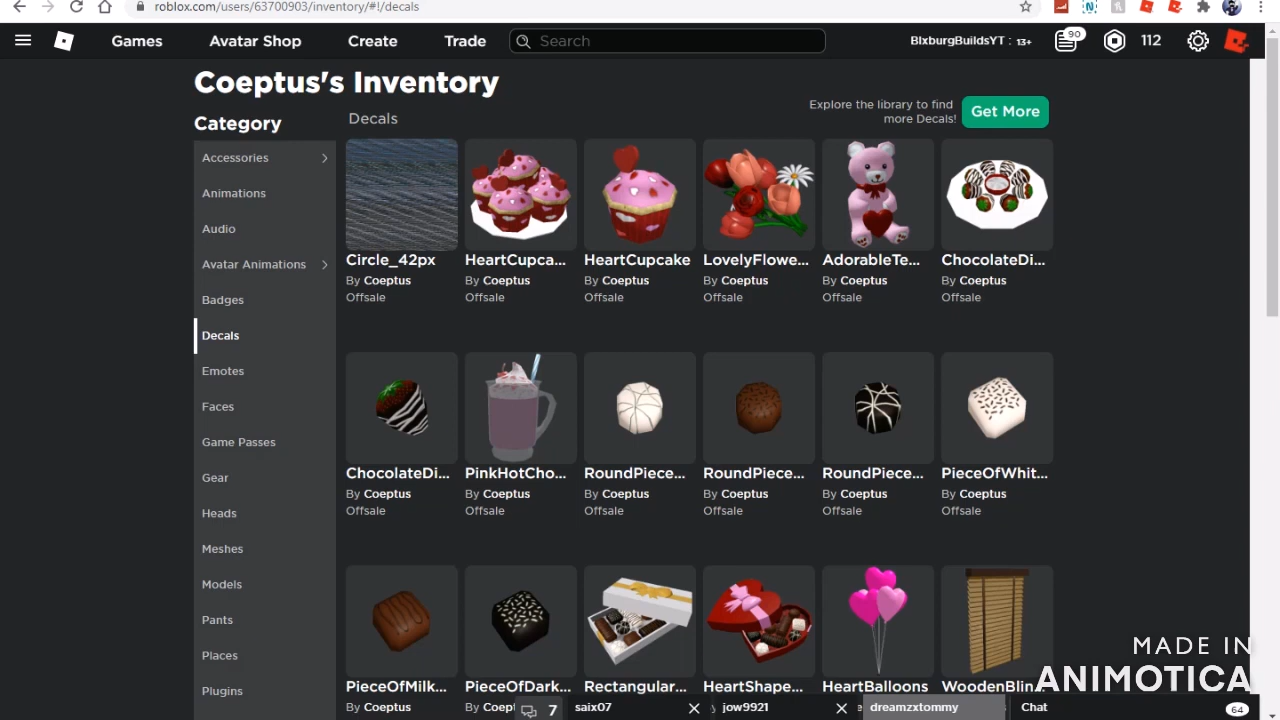 roblox.com/users/63700903/inventory/#!/decals
Games
Avatar Shop
Create
Trade
Search
BlxburgBuildsYT : 13+
90
112
Coeptus's Inventory
Category
Accessories
Animations
Audio
Avatar Animations
Badges
Decals
Emotes
Faces
Game Passes
Gear
Heads
Meshes
Models
Pants
Places
Plugins
Decals
Explore the library to find
more Decals!
Get More
Circle_42px
By Coeptus
Offsale
HeartCupca...
By Coeptus
Offsale
HeartCupcake
By Coeptus
Offsale
LovelyFlowe...
By Coeptus
Offsale
AdorableTe...
By Coeptus
Offsale
ChocolateDi...
By Coeptus
Offsale
ChocolateDi...
By Coeptus
Offsale
PinkHotCho...
By Coeptus
Offsale
RoundPiece...
By Coeptus
Offsale
RoundPiece...
By Coeptus
Offsale
RoundPiece...
By Coeptus
Offsale
PieceOfWhit...
By Coeptus
Offsale
PieceOfMilk...
By Coeptus
PieceOfDark...
Rectangular...
HeartShape...
HeartBalloons
WoodenBlin...
7
saix07
jow9921
dreamzxtommy
Chat
64
MADE IN
ANIMOTICA